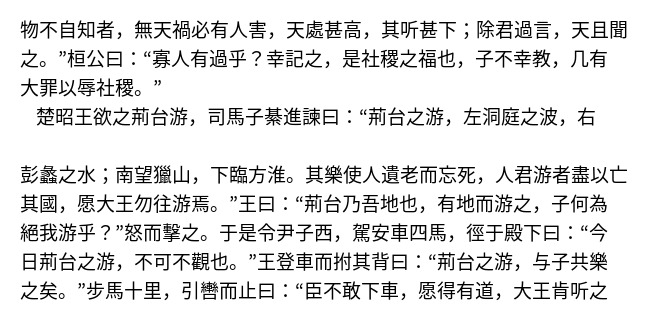 物不自知者，無天禍必有人害，天處甚高，其听甚下；除君過言，天且聞
之。”桓公曰：“寡人有過乎？幸記之，是社稷之福也，子不幸教，几有
大罪以辱社稷。”
楚昭王欲之荊台游，司馬子綦進諫曰：“荊台之游，左洞庭之波，右
彭蠡之水；南望獵山，下臨方淮。其樂使人遺老而忘死，人君游者盡以亡
其國，愿大王勿往游焉。”王曰：“荊台乃吾地也，有地而游之，子何為
絕我游乎？”怒而擊之。于是令尹子西，駕安車四馬，徑于殿下曰：“今
日荊台之游，不可不觀也。”王登車而拊其背曰：“荊台之游，与子共樂
之矣。”步馬十里，引轡而止曰：“臣不敢下車，愿得有道，大王肯听之